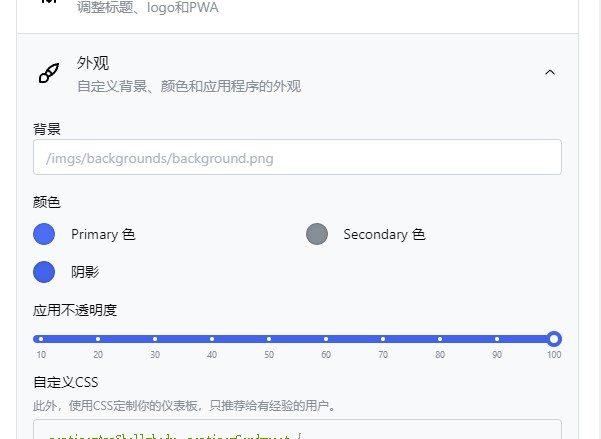 调整标题、logo和PWA
外观
自定义背景、颜色和应用程序的外观
背景
/imgs/backgrounds/background.png
颜色
Primary 色
Secondary 色
阴影
应用不透明度
10 20 30 40 50 60 70 80 90 100
自定义CSS
此外，使用CSS定制你的仪表板，只推荐给有经验的用户。